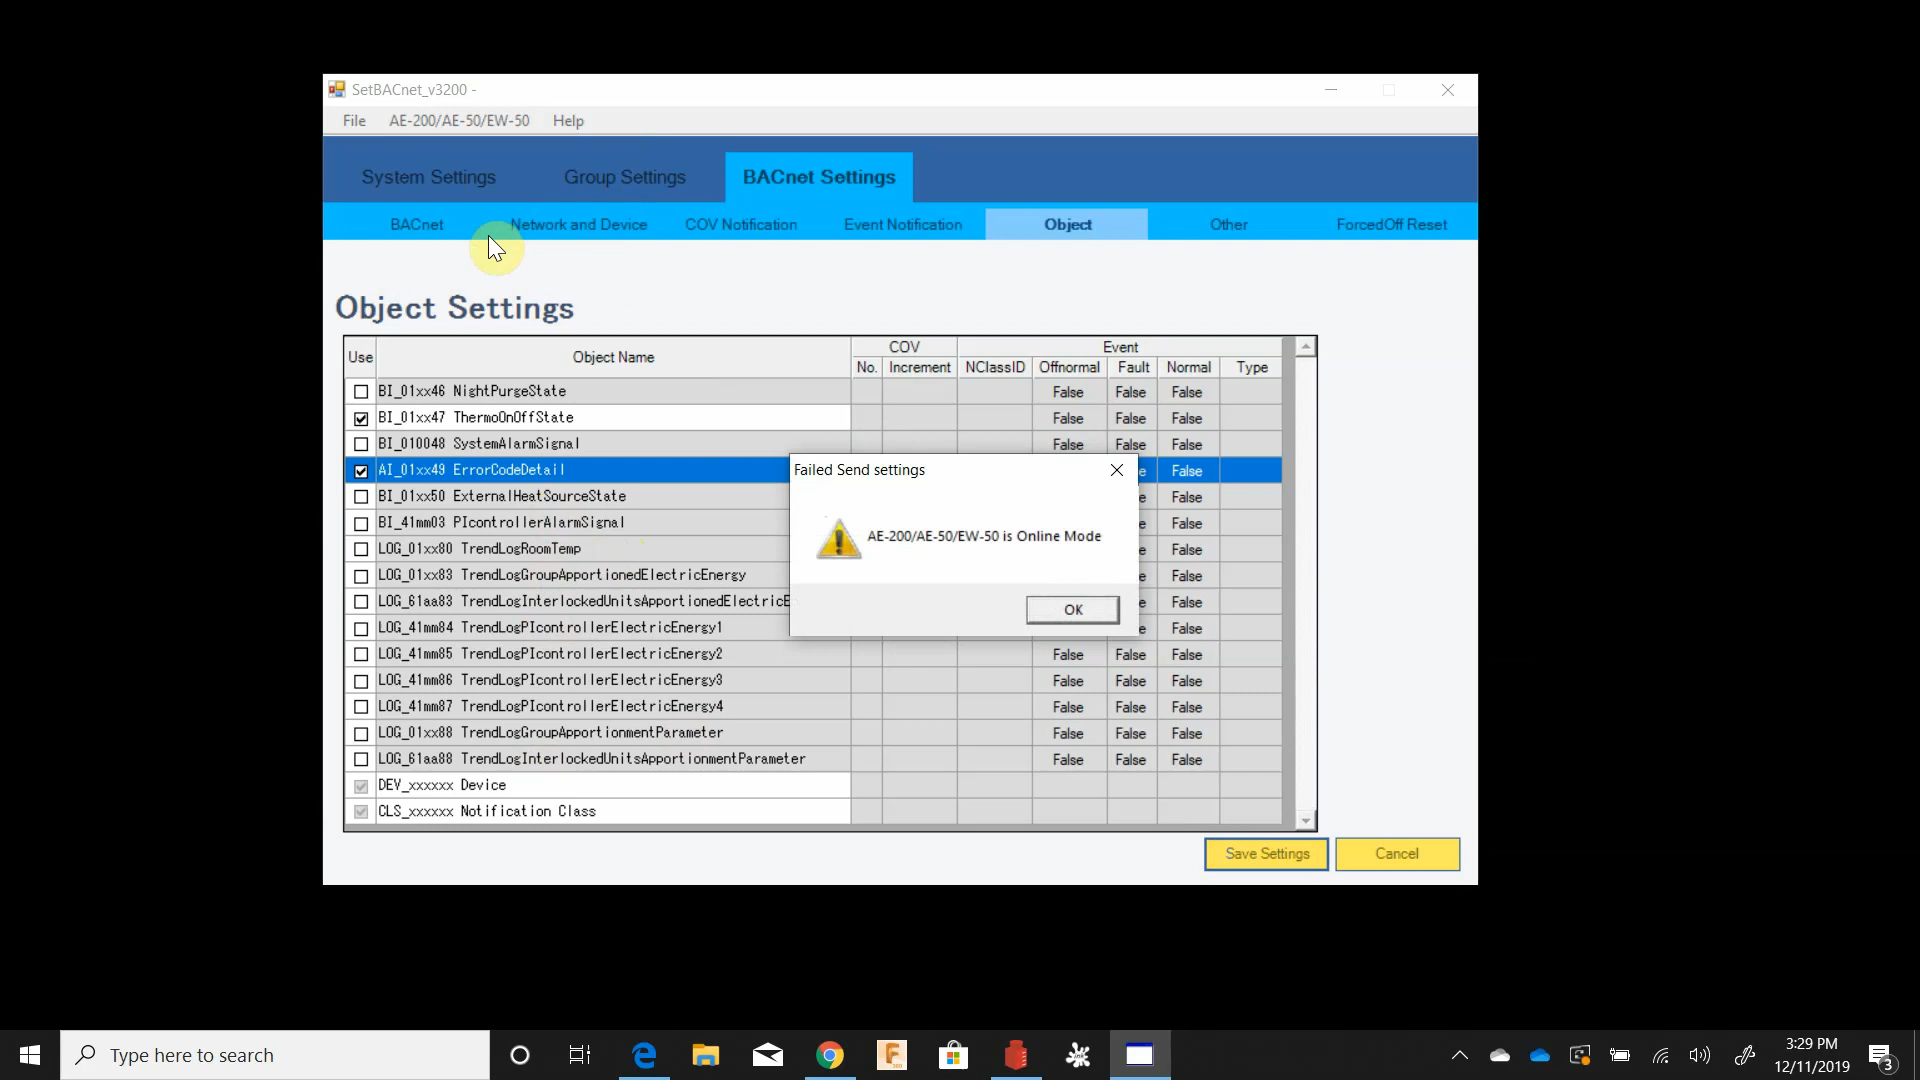 SetBACnet_v3200 -
File AE-200/AE-50/EW-50 Help
System Settings Group Settings BACnet Settings
BACnet Network and Device COV Notification Event Notification Object Other ForcedOff Reset
Object Settings
Use Object Name COV Event
No. Increment NClassID Offnormal Fault Normal Type
BI_01xx46 NightPurgeState False False False
BI_01xx47 ThermoOnOffState False False False
BI_010048 SystemAlarmSignal False False False
AI_01xx49 ErrorCodeDetail e False
BI_01xx50 ExternalHeatSourceState e False
BI_41mm03 PIcontrollerAlarmSignal e False
LOG_01xx80 TrendLogRoomTemp e False
LOG_01xx83 TrendLogGroupApportionedElectricEnergy e False
LOG_61aa83 TrendLogInterlockedUnitsApportionedElectricE e False
LOG_41mm84 TrendLogPIcontrollerElectricEnergy1 e False
LOG_41mm85 TrendLogPIcontrollerElectricEnergy2 False False False
LOG_41mm86 TrendLogPIcontrollerElectricEnergy3 False False False
LOG_41mm87 TrendLogPIcontrollerElectricEnergy4 False False False
LOG_01xx88 TrendLogGroupApportionmentParameter False False False
LOG_61aa88 TrendLogInterlockedUnitsApportionmentParameter False False False
DEV_xxxxxx Device
CLS_xxxxxx Notification Class
Failed Send settings
AE-200/AE-50/EW-50 is Online Mode
OK
Save Settings Cancel
Type here to search
3:29 PM
12/11/2019
3